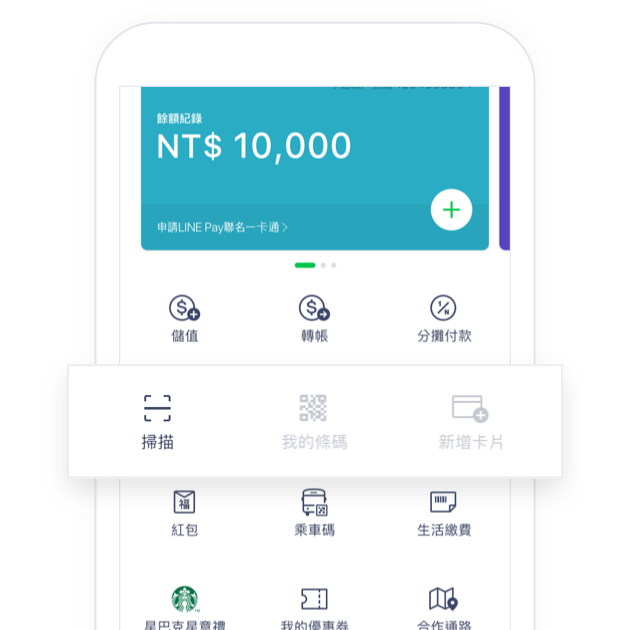 餘額紀錄
NT$ 10,000
申請LINE Pay聯名一卡通
儲值
轉帳
1/N
分攤付款
掃描
我的條碼
新增卡片
福
紅包
乘車碼
生活繳費
星巴克星意禮
我的優惠券
合作通路